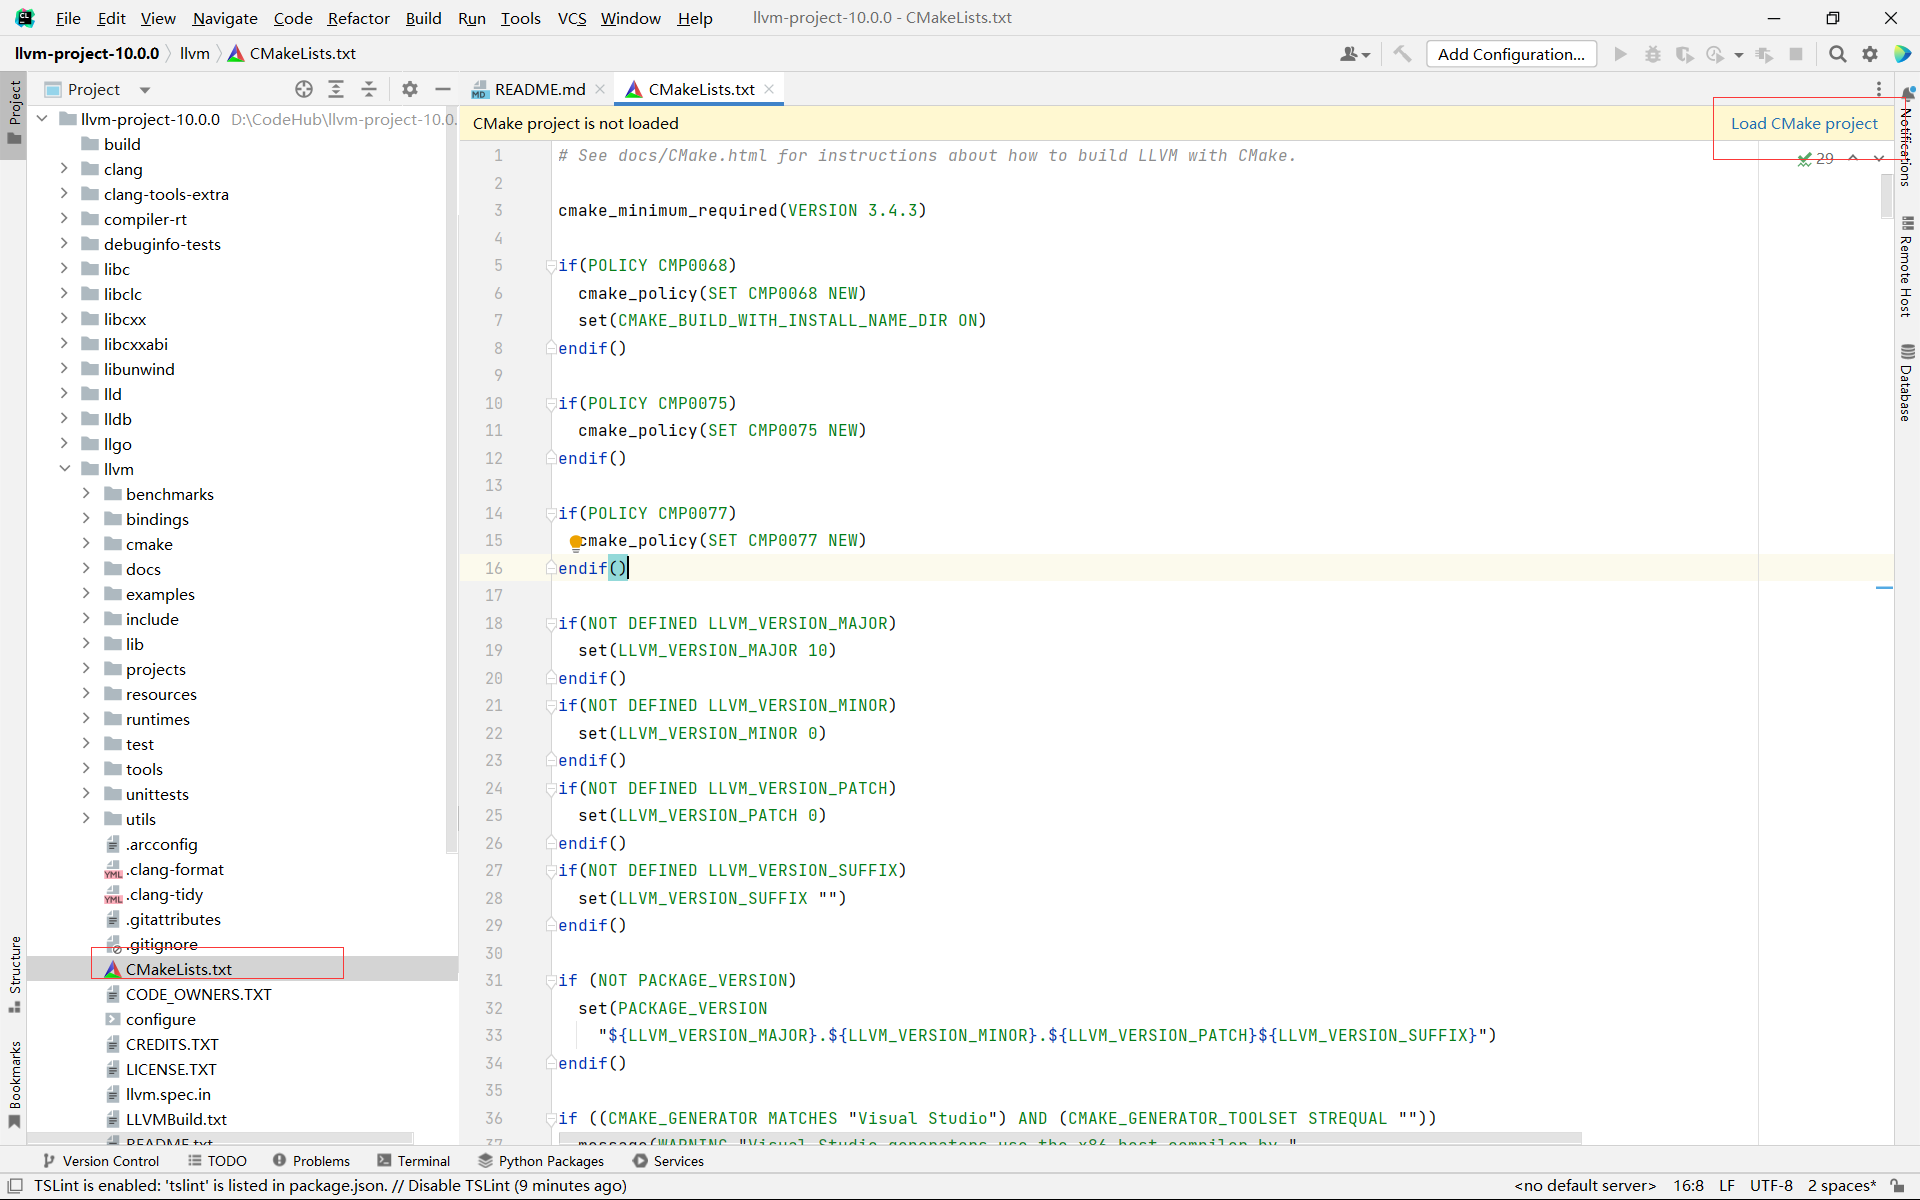 File Edit View Navigate Code Refactor Build Run Tools VCS Window Help llvm-project-10.0.0 - CMakeLists.txt
llvm-project-10.0.0 llvm CMakeLists.txt
Add Configuration...
Project
README.md
CMakeLists.txt
CMake project is not loaded
Load CMake project
29
Project
Structure
Bookmarks
llvm-project-10.0.0 D:\CodeHub\llvm-project-10.0.
build
clang
clang-tools-extra
compiler-rt
debuginfo-tests
libc
libclc
libcxx
libcxxabi
libunwind
lld
lldb
llgo
llvm
benchmarks
bindings
cmake
docs
examples
include
lib
projects
resources
runtimes
test
tools
unittests
utils
.arcconfig
.clang-format
.clang-tidy
.gitattributes
.gitignore
CMakeLists.txt
CODE_OWNERS.TXT
configure
CREDITS.TXT
LICENSE.TXT
llvm.spec.in
LLVMBuild.txt
README.txt
1 # See docs/CMake.html for instructions about how to build LLVM with CMake.
2
3 cmake_minimum_required(VERSION 3.4.3)
4
5 if(POLICY CMP0068)
6 cmake_policy(SET CMP0068 NEW)
7 set(CMAKE_BUILD_WITH_INSTALL_NAME_DIR ON)
8 endif()
9
10 if(POLICY CMP0075)
11 cmake_policy(SET CMP0075 NEW)
12 endif()
13
14 if(POLICY CMP0077)
15 cmake_policy(SET CMP0077 NEW)
16 endif()
17
18 if(NOT DEFINED LLVM_VERSION_MAJOR)
19 set(LLVM_VERSION_MAJOR 10)
20 endif()
21 if(NOT DEFINED LLVM_VERSION_MINOR)
22 set(LLVM_VERSION_MINOR 0)
23 endif()
24 if(NOT DEFINED LLVM_VERSION_PATCH)
25 set(LLVM_VERSION_PATCH 0)
26 endif()
27 if(NOT DEFINED LLVM_VERSION_SUFFIX)
28 set(LLVM_VERSION_SUFFIX "")
29 endif()
30
31 if (NOT PACKAGE_VERSION)
32 set(PACKAGE_VERSION
33 "${LLVM_VERSION_MAJOR}.${LLVM_VERSION_MINOR}.${LLVM_VERSION_PATCH}${LLVM_VERSION_SUFFIX}")
34 endif()
35
36 if ((CMAKE_GENERATOR MATCHES "Visual Studio") AND (CMAKE_GENERATOR_TOOLSET STREQUAL ""))
37 message(WARNING "Visual Studio generators use the x86 host compiler by "
Notifications
Remote Host
Database
Version Control TODO Problems Terminal Python Packages Services
TSLint is enabled: 'tslint' is listed in package.json. // Disable TSLint (9 minutes ago) <no default server> 16:8 LF UTF-8 2 spaces*